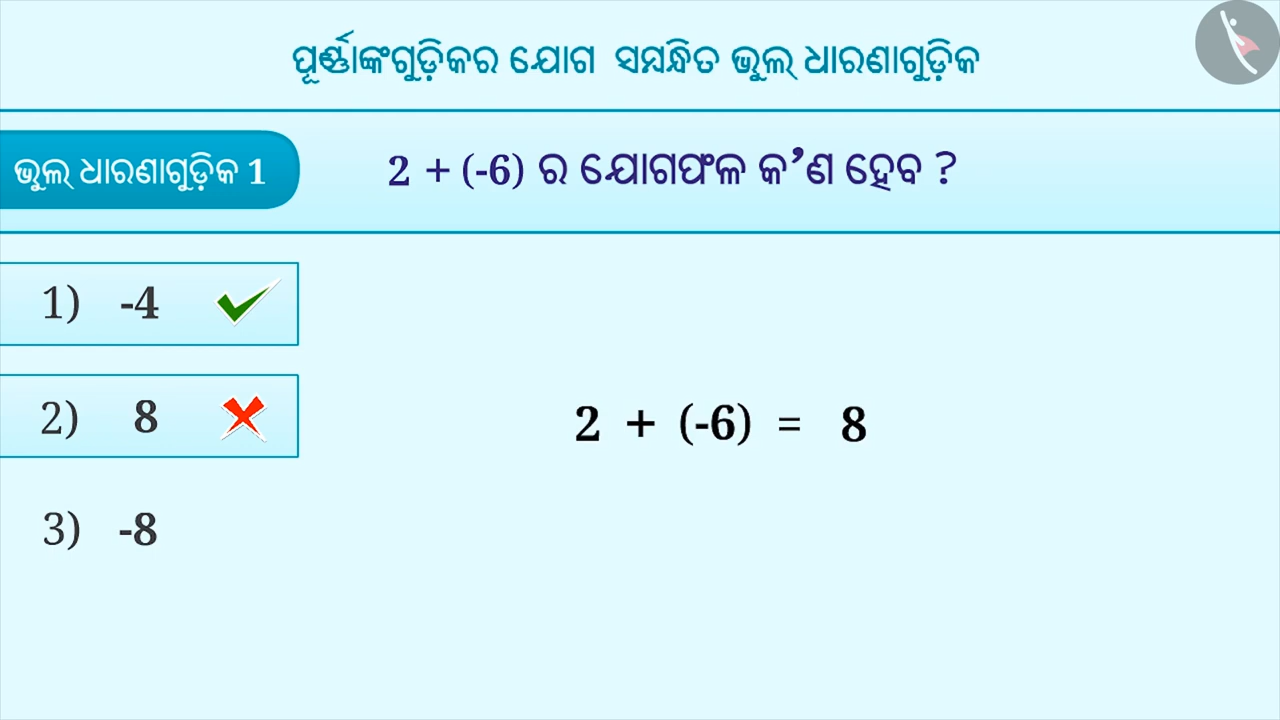 ପୂର୍ଣ୍ଣାଙ୍କଗୁଡ଼ିକର ଯୋଗ ସମ୍ବନ୍ଧିତ ଭୁଲ୍ ଧାରଣାଗୁଡ଼ିକ
ଭୁଲ୍ ଧାରଣାଗୁଡ଼ିକ 1
2 + (-6) ର ଯୋଗଫଳ କ’ଣ ହେବ ?
1) -4
2) 8
2 + (-6) = 8
3) -8